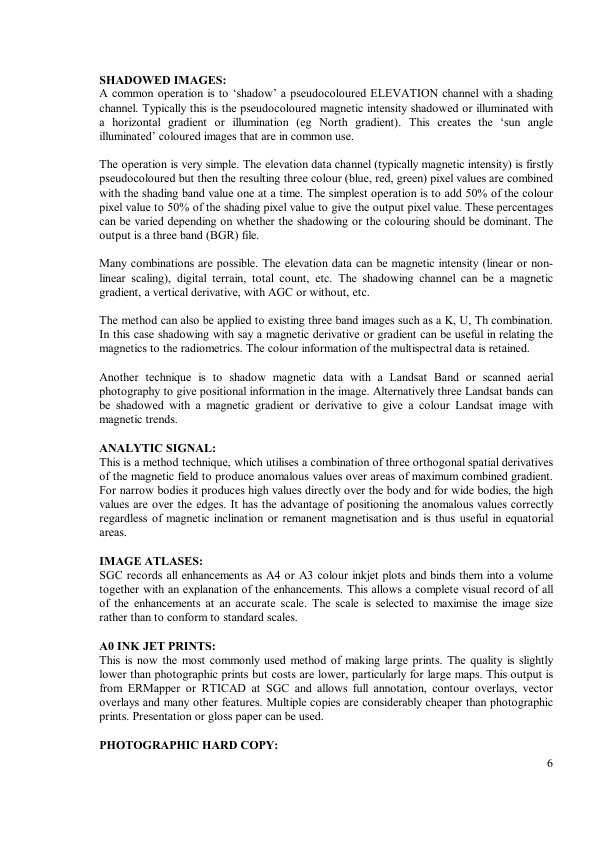 SHADOWED IMAGES:
A common operation is to ‘shadow’ a pseudocoloured ELEVATION channel with a shading
channel. Typically this is the pseudocoloured magnetic intensity shadowed or illuminated with
a horizontal gradient or illumination (eg North gradient). This creates the ‘sun angle
illuminated’ coloured images that are in common use.
The operation is very simple. The elevation data channel (typically magnetic intensity) is firstly
pseudocoloured but then the resulting three colour (blue, red, green) pixel values are combined
with the shading band value one at a time. The simplest operation is to add 50% of the colour
pixel value to 50% of the shading pixel value to give the output pixel value. These percentages
can be varied depending on whether the shadowing or the colouring should be dominant. The
output is a three band (BGR) file.
Many combinations are possible. The elevation data can be magnetic intensity (linear or non-
linear scaling), digital terrain, total count, etc. The shadowing channel can be a magnetic
gradient, a vertical derivative, with AGC or without, etc.
The method can also be applied to existing three band images such as a K, U, Th combination.
In this case shadowing with say a magnetic derivative or gradient can be useful in relating the
magnetics to the radiometrics. The colour information of the multispectral data is retained.
Another technique is to shadow magnetic data with a Landsat Band or scanned aerial
photography to give positional information in the image. Alternatively three Landsat bands can
be shadowed with a magnetic gradient or derivative to give a colour Landsat image with
magnetic trends.
ANALYTIC SIGNAL:
This is a method technique, which utilises a combination of three orthogonal spatial derivatives
of the magnetic field to produce anomalous values over areas of maximum combined gradient.
For narrow bodies it produces high values directly over the body and for wide bodies, the high
values are over the edges. It has the advantage of positioning the anomalous values correctly
regardless of magnetic inclination or remanent magnetisation and is thus useful in equatorial
areas.
IMAGE ATLASES:
SGC records all enhancements as A4 or A3 colour inkjet plots and binds them into a volume
together with an explanation of the enhancements. This allows a complete visual record of all
of the enhancements at an accurate scale. The scale is selected to maximise the image size
rather than to conform to standard scales.
A0 INK JET PRINTS:
This is now the most commonly used method of making large prints. The quality is slightly
lower than photographic prints but costs are lower, particularly for large maps. This output is
from ERMapper or RTICAD at SGC and allows full annotation, contour overlays, vector
overlays and many other features. Multiple copies are considerably cheaper than photographic
prints. Presentation or gloss paper can be used.
PHOTOGRAPHIC HARD COPY:
6